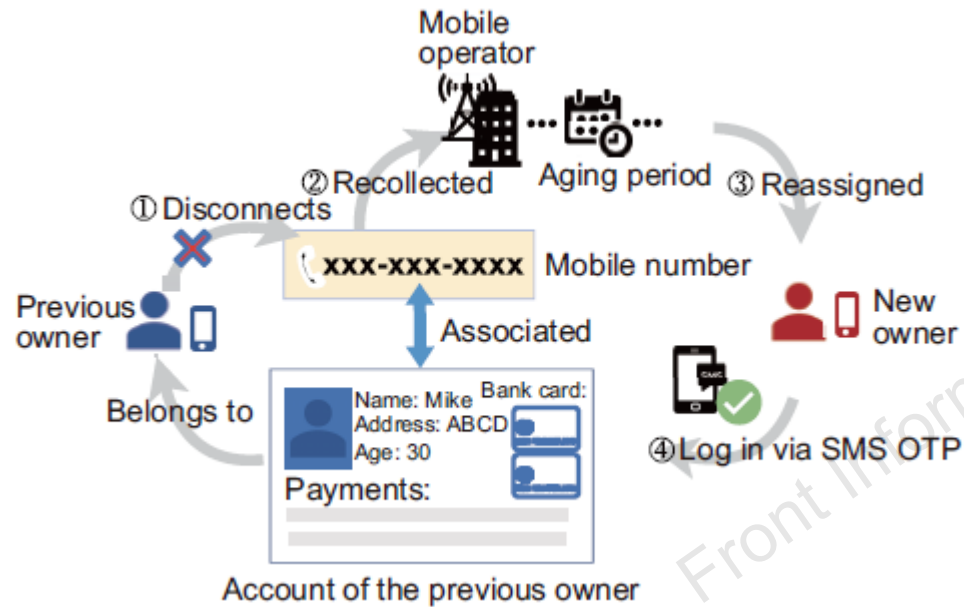 Mobile
operator
② Recollected
Aging period
③ Reassigned
① Disconnects
xxx-xxx-xxxx
Mobile number
Previous
owner
Associated
New
owner
Belongs to
Name: Mike
Bank card:
Address: ABCD
Age: 30
Payments:
④ Log in via SMS OTP
Account of the previous owner
Front Inform